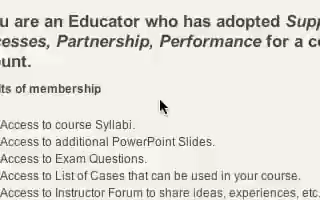 u are an Educator who has adopted Supp
cesses, Partnership, Performance for a co
unt.
its of membership
Access to course Syllabi.
Access to additional PowerPoint Slides.
Access to Exam Questions.
Access to List of Cases that can be used in your course.
Access to Instructor Forum to share ideas, experiences, etc.